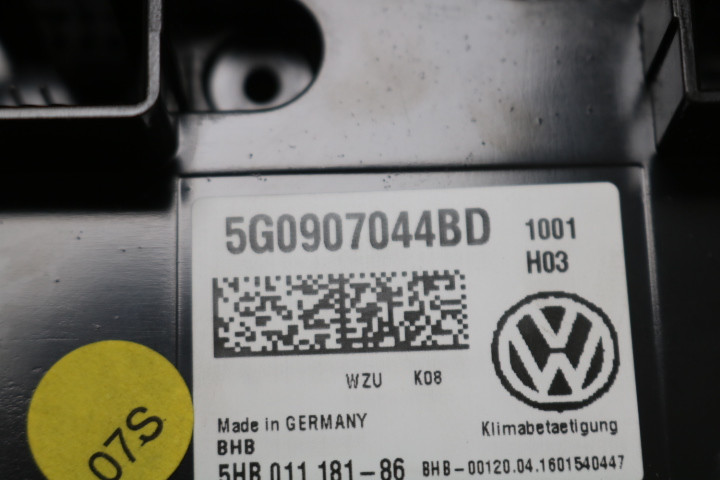 5G0907044BD 1001
H03
WZU K08
Made in GERMANY
Klimabetaetigung
BHB
5HB 011 181-86 BHB-00120.04.1601540447
07S